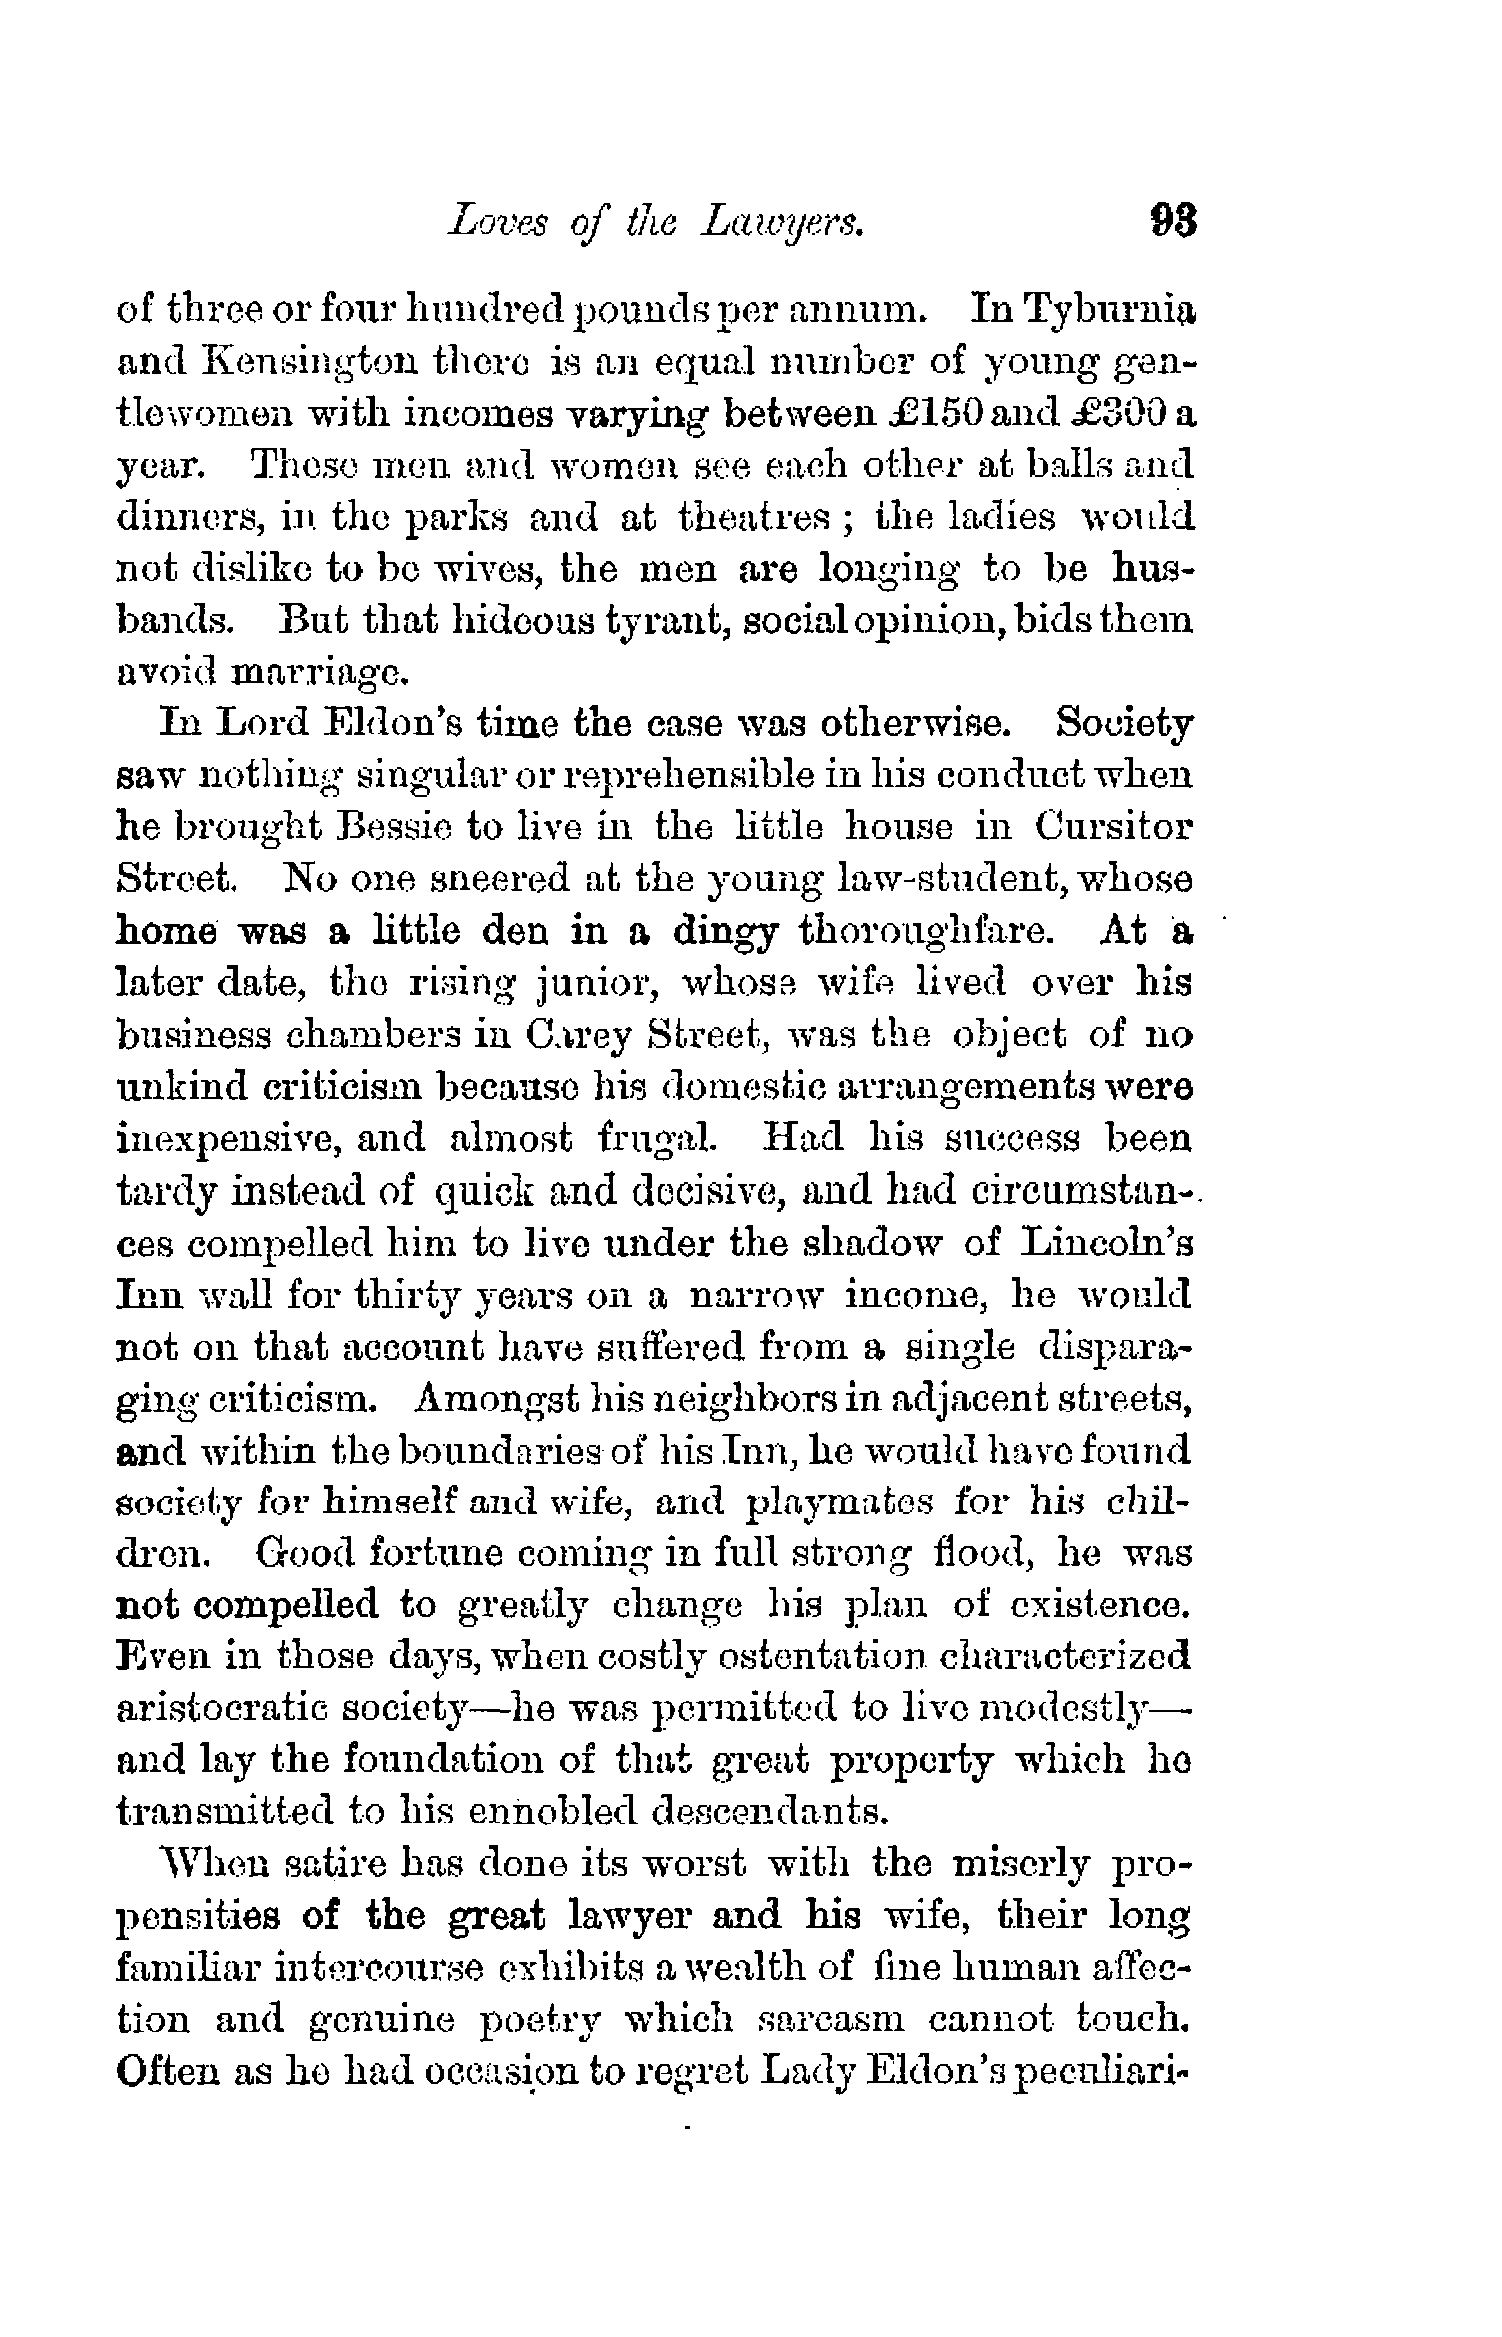 Loves of the Lawyers. 93
of three or four hundred pounds per annum. In Tyburnia
and Kensington there is an equal number of young gen-
tlewomen with incomes varying between £150 and £300 a
year. These men and women see each other at balls and
dinners, in the parks and at theatres ; the ladies would
not dislike to be wives, the men are longing to be hus-
bands. But that hideous tyrant, social opinion, bids them
avoid marriage.
In Lord Eldon's time the case was otherwise. Society
saw nothing singular or reprehensible in his conduct when
he brought Bessie to live in the little house in Cursitor
Street. No one sneered at the young law-student, whose
home was a little den in a dingy thoroughfare. At a
later date, the rising junior, whose wife lived over his
business chambers in Carey Street, was the object of no
unkind criticism because his domestic arrangements were
inexpensive, and almost frugal. Had his success been
tardy instead of quick and decisive, and had circumstan-
ces compelled him to live under the shadow of Lincoln's
Inn wall for thirty years on a narrow income, he would
not on that account have suffered from a single dispara-
ging criticism. Amongst his neighbors in adjacent streets,
and within the boundaries of his Inn, he would have found
society for himself and wife, and playmates for his chil-
dren. Good fortune coming in full strong flood, he was
not compelled to greatly change his plan of existence.
Even in those days, when costly ostentation characterized
aristocratic society—he was permitted to live modestly—
and lay the foundation of that great property which he
transmitted to his ennobled descendants.
When satire has done its worst with the miserly pro-
pensities of the great lawyer and his wife, their long
familiar intercourse exhibits a wealth of fine human affec-
tion and genuine poetry which sarcasm cannot touch.
Often as he had occasion to regret Lady Eldon's peculiari-